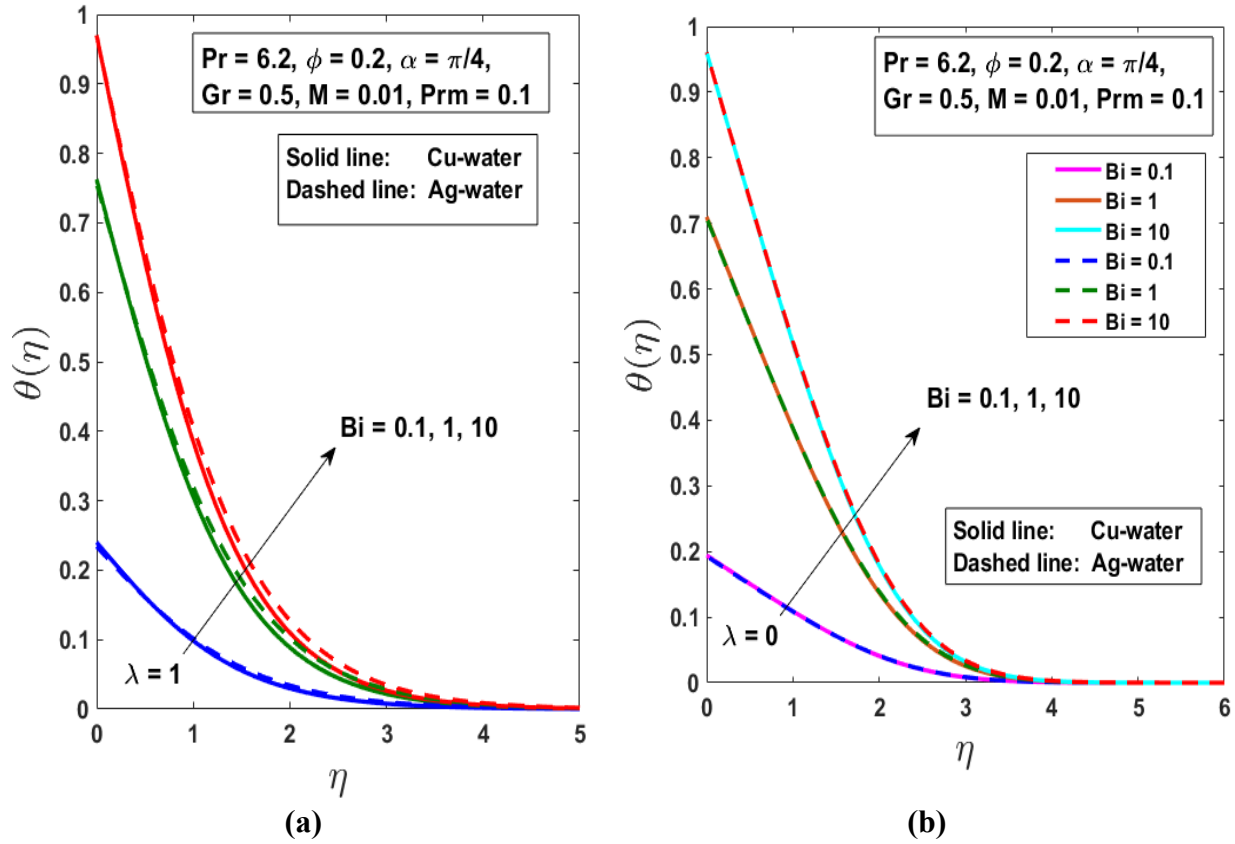 Pr = 6.2, ϕ = 0.2, α = π/4,
Gr = 0.5, M = 0.01, Prm = 0.1
Solid line: Cu-water
Dashed line: Ag-water
Bi = 0.1, 1, 10
λ = 1
1
0.9
0.8
0.7
0.6
0.5
0.4
0.3
0.2
0.1
0
θ(η)
0 1 2 3 4 5
η
(a)
Pr = 6.2, ϕ = 0.2, α = π/4,
Gr = 0.5, M = 0.01, Prm = 0.1
Bi = 0.1
Bi = 1
Bi = 10
Bi = 0.1
Bi = 1
Bi = 10
Bi = 0.1, 1, 10
Solid line: Cu-water
Dashed line: Ag-water
λ = 0
1
0.9
0.8
0.7
0.6
0.5
0.4
0.3
0.2
0.1
0
θ(η)
0 1 2 3 4 5 6
η
(b)